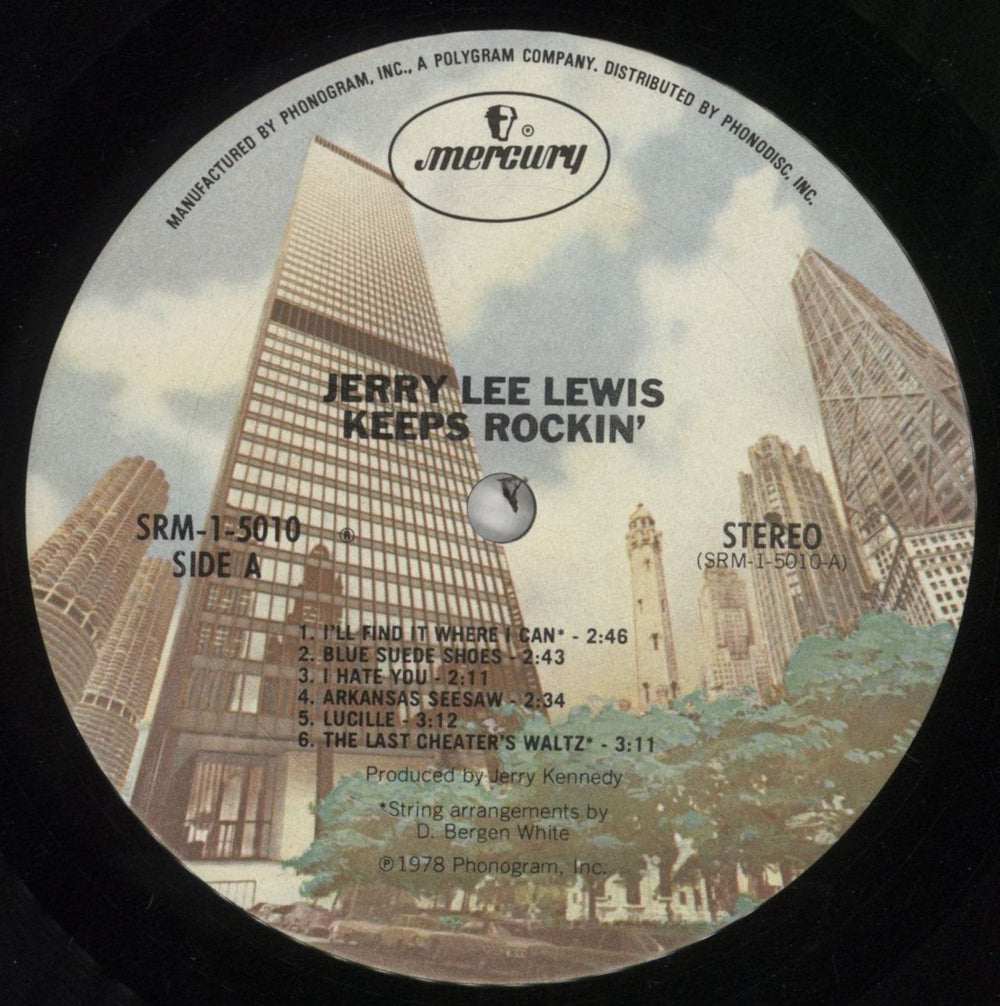 MANUFACTURED BY PHONOGRAM, INC., A POLYGRAM COMPANY. DISTRIBUTED BY PHONODISC, INC.
®
mercury
JERRY LEE LEWIS
KEEPS ROCKIN'
SRM-1-5010 ®
SIDE A
STEREO
(SRM-1-5010-A)
1. I'LL FIND IT WHERE I CAN* - 2:46
2. BLUE SUEDE SHOES - 2:43
3. I HATE YOU - 2:11
4. ARKANSAS SEESAW - 2:34
5. LUCILLE - 3:12
6. THE LAST CHEATER'S WALTZ* - 3:11
Produced by Jerry Kennedy
*String arrangements by
D. Bergen White
℗1978 Phonogram, Inc.